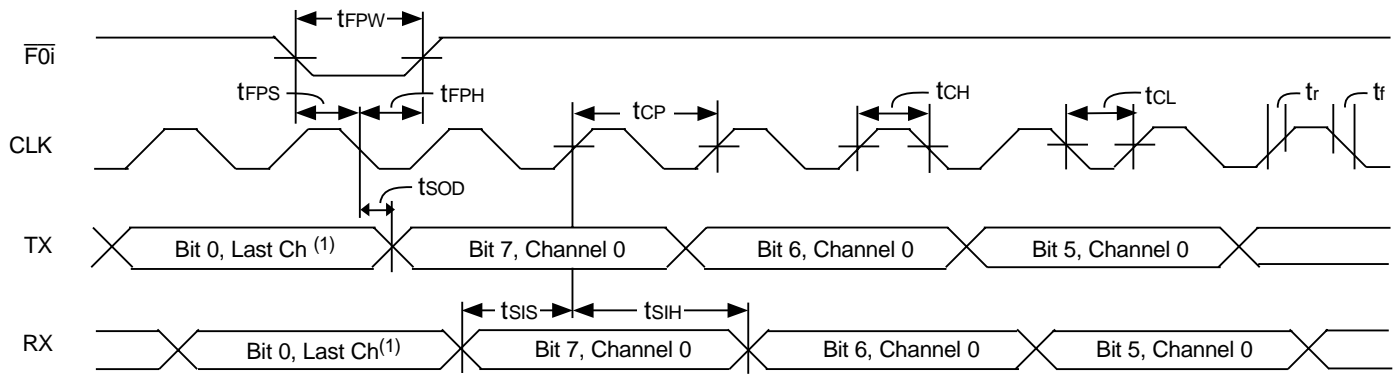 tFPW
F0i
tFPS
tFPH
tCP
tCH
tCL
tr
tf
CLK
tSOD
TX
Bit 0, Last Ch (1)
Bit 7, Channel 0
Bit 6, Channel 0
Bit 5, Channel 0
tSIS
tSIH
RX
Bit 0, Last Ch(1)
Bit 7, Channel 0
Bit 6, Channel 0
Bit 5, Channel 0